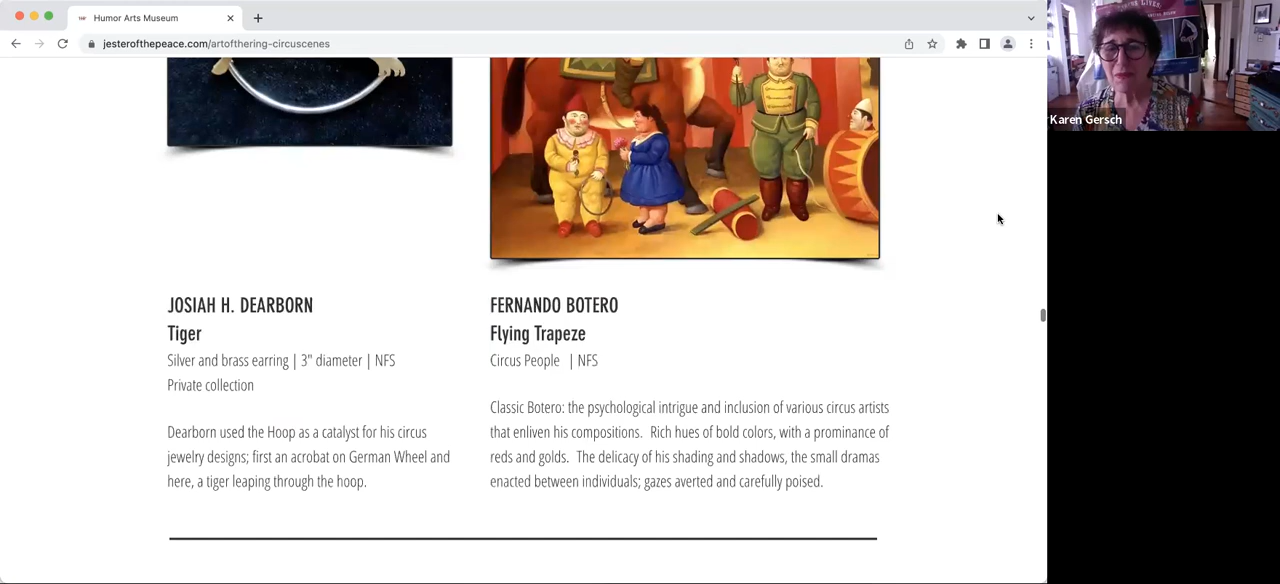 Humor Arts Museum
jesterofthepeace.com/artofthering-circuscenes
Karen Gersch
JOSIAH H. DEARBORN
Tiger
Silver and brass earring | 3" diameter | NFS
Private collection
Dearborn used the Hoop as a catalyst for his circus
jewelry designs; first an acrobat on German Wheel and
here, a tiger leaping through the hoop.
FERNANDO BOTERO
Flying Trapeze
Circus People | NFS
Classic Botero: the psychological intrigue and inclusion of various circus artists
that enliven his compositions. Rich hues of bold colors, with a prominance of
reds and golds. The delicacy of his shading and shadows, the small dramas
enacted between individuals; gazes averted and carefully poised.